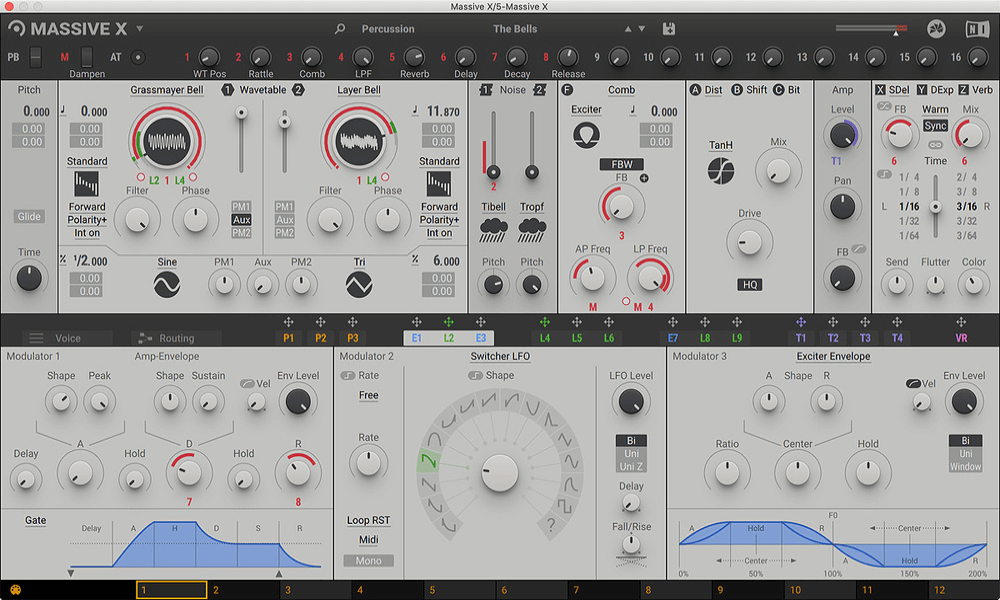 Massive X/5-Massive X
MASSIVE X Percussion The Bells
PB M AT 1 2 3 4 5 6 7 8 9 10 11 12 13 14 15 16
Dampen WT Pos Rattle Comb LPF Reverb Delay Decay Release
Pitch Grassmayer Bell 1 Wavetable 2 Layer Bell 1 Noise 2 F Comb A Dist B Shift C Bit Amp X SDel Y DExp Z Verb
0.000 0.000 11.870 Exciter 0.000 Level FB Warm Mix
0.00 0.00 0.00 0.00
0.00 0.00 0.00 0.00
Sync
TanH Mix
Standard Standard FBW T1 6 Time 6
L2 1 L4 1 L4 2 FB Pan 1/ 4 2/ 4
Filter Phase Filter Phase 1/ 8 3/ 8
Forward PM1 PM1 Forward Tibell Tropf L 1/16 3/16 R
Polarity+ Aux Aux Polarity+ Drive 1/32 3/32
Int on PM2 PM2 Int on 3 1/64 3/64
Glide
Time 1/2.000 Sine PM1 Aux PM2 Tri 6.000 Pitch Pitch AP Freq LP Freq FB Send Flutter Color
0.00 0.00
0.00 0.00
HQ
M M 4
Voice Routing P1 P2 P3 E1 L2 E3 L4 L5 L6 E7 L8 L9 T1 T2 T3 T4 VR
Modulator 1 Amp-Envelope Modulator 2 Switcher LFO Modulator 3 Exciter Envelope
Shape Peak Shape Sustain Vel Env Level Rate Shape LFO Level A Shape R Vel Env Level
Free
Delay A Hold D Hold R Rate Bi Ratio Center Hold Bi
Uni Uni
Uni Z Window
Delay
7 8
?
Gate Loop RST Fall/Rise F0
Delay A H D S R Midi A Hold R Center
Mono Center A Hold R
0% 50% 100% 150% 200%
1 2 3 4 5 6 7 8 9 10 11 12